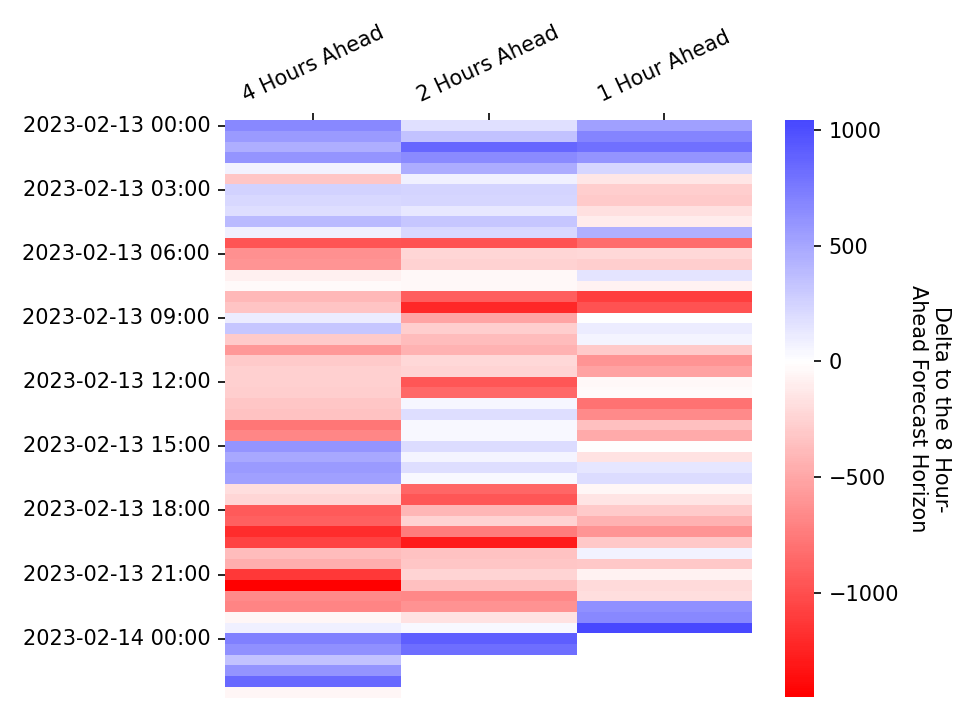 4 Hours Ahead
2 Hours Ahead
1 Hour Ahead
2023-02-13 00:00
2023-02-13 03:00
2023-02-13 06:00
2023-02-13 09:00
2023-02-13 12:00
2023-02-13 15:00
2023-02-13 18:00
2023-02-13 21:00
2023-02-14 00:00
1000
500
0
−500
−1000
Delta to the 8 Hour-
Ahead Forecast Horizon